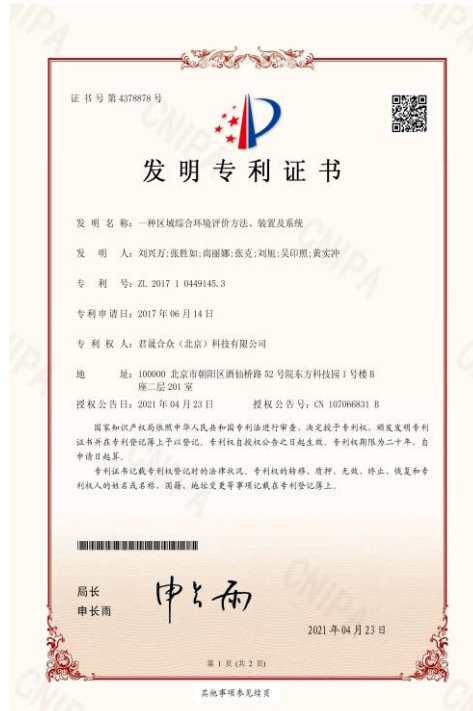 证书号第4378878号
发明专利证书
发明名称：一种区域综合环境评价方法、装置及系统
发明人：刘兴万;张胜如;尚丽娜;张克;刘旭;吴印照;黄实冲
专利号：ZL 2017 1 0449145.3
专利申请日：2017年06月14日
专利权人：君晟合众（北京）科技有限公司
地址：100000 北京市朝阳区酒仙桥路52号院东方科技园1号楼B
座二层201室
授权公告日：2021年04月23日 授权公告号：CN 107066831 B
国家知识产权局依照中华人民共和国专利法进行审查，决定授予专利权，颁发发明专利
证书并在专利登记簿上予以登记。专利权自授权公告之日起生效。专利权期限为二十年，自
申请日起算。
专利证书记载专利权登记时的法律状况。专利权的转移、质押、无效、终止、恢复和专
利权人的姓名或名称、国籍、地址变更等事项记载在专利登记簿上。
局长
申长雨
申长雨
2021年04月23日
第 1 页 (共 2 页)
其他事项参见续页
CNIPA